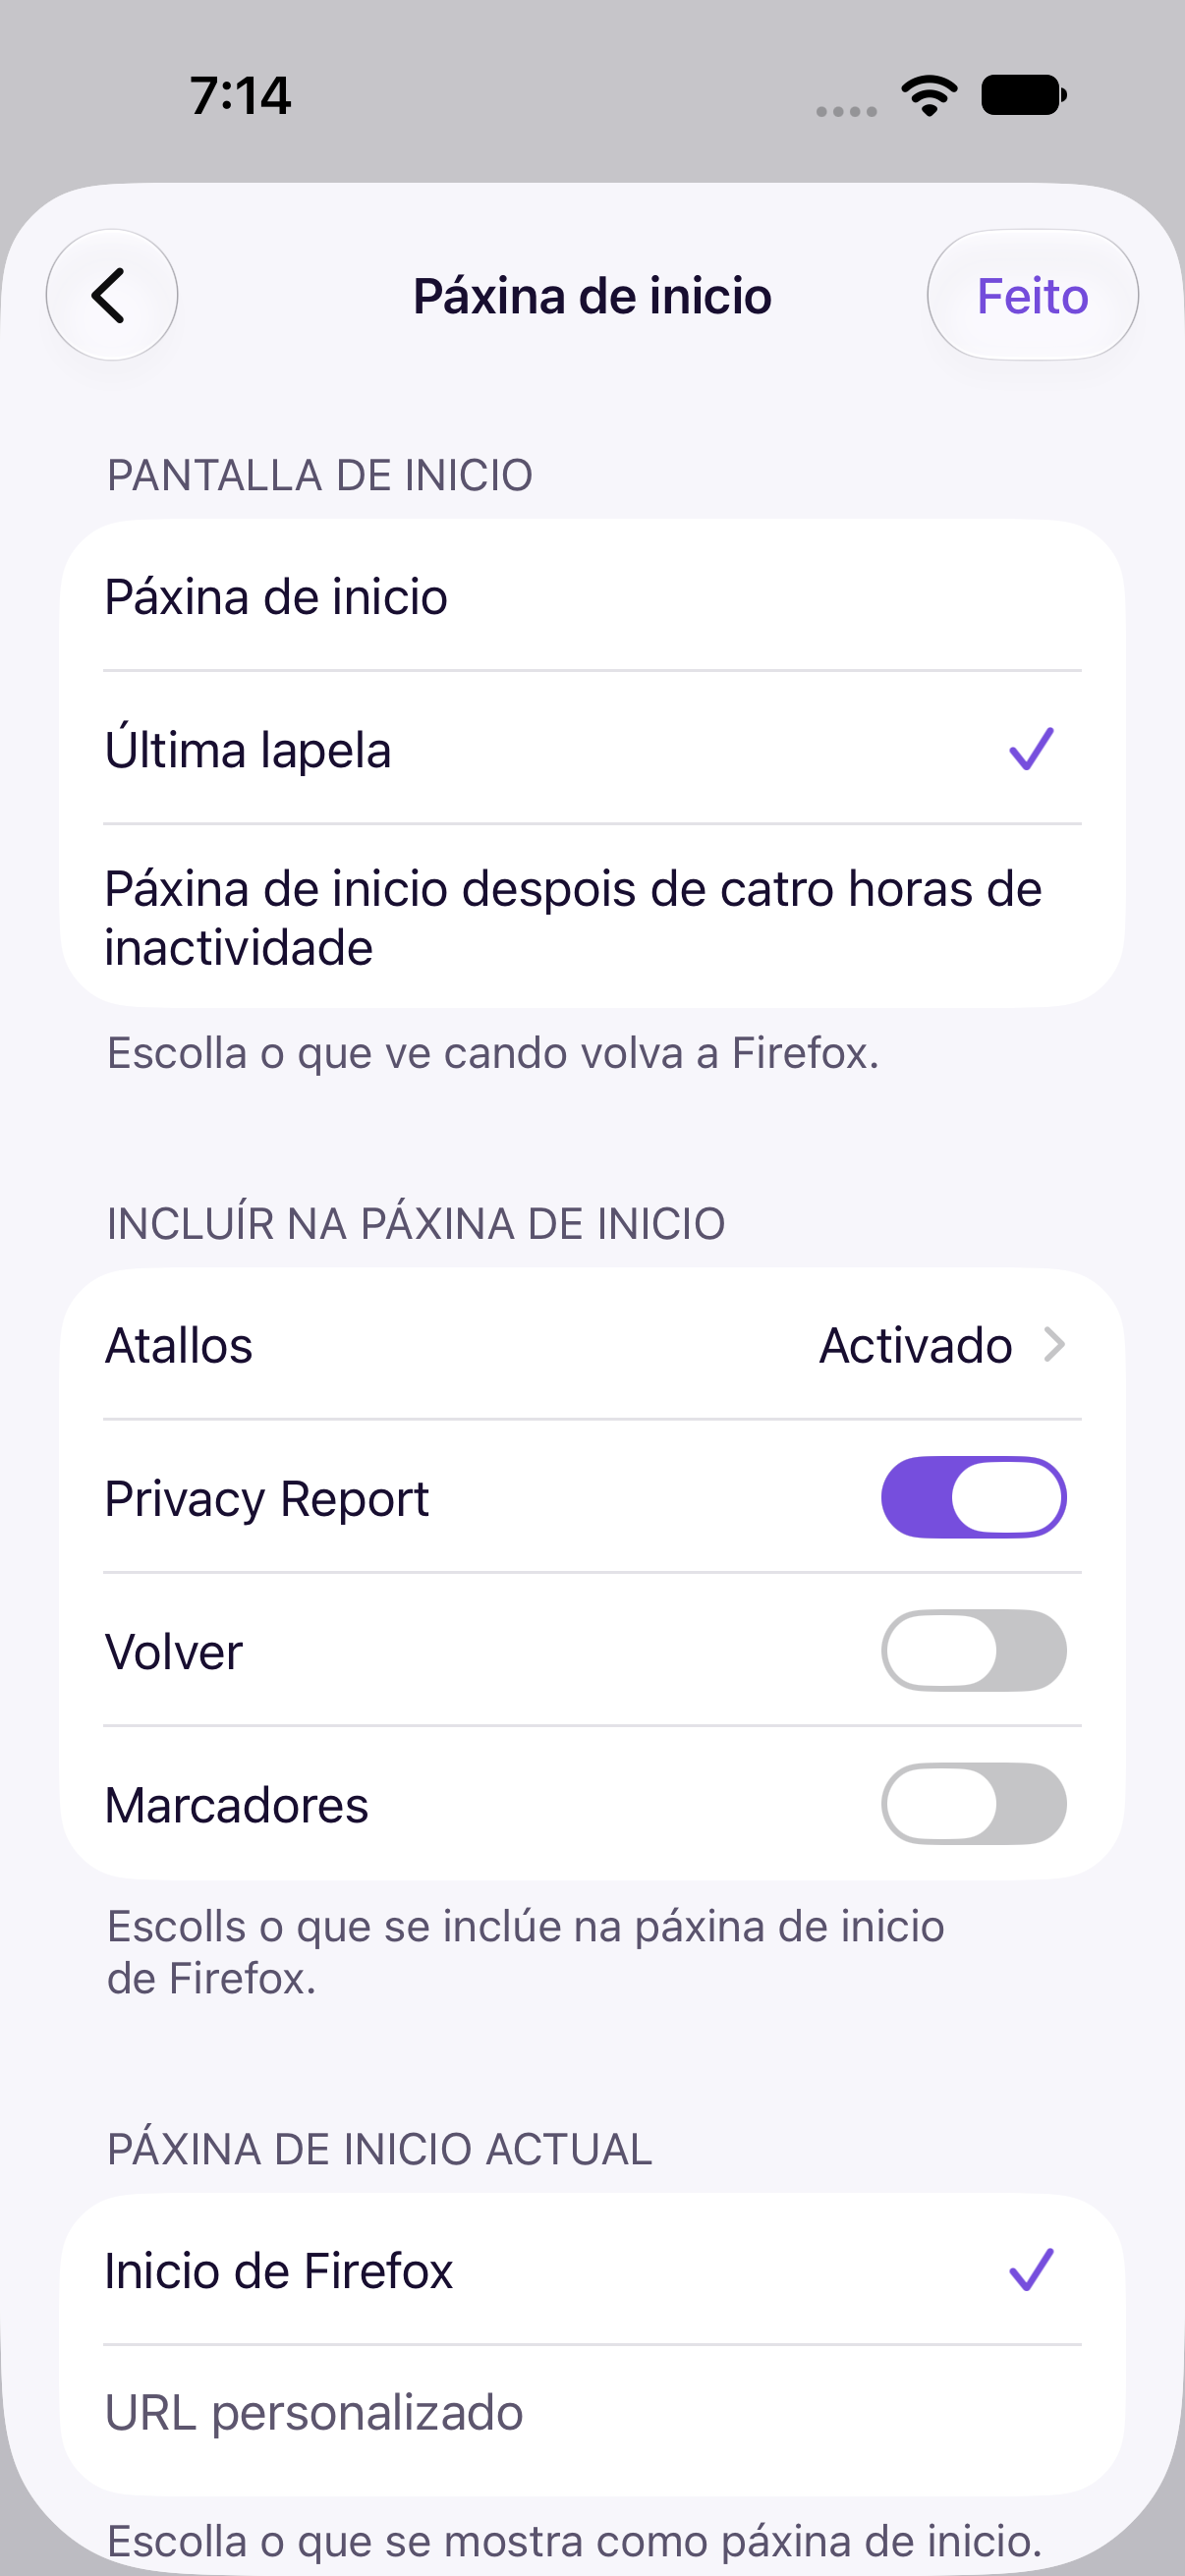 7:14
Páxina de inicio
Feito
PANTALLA DE INICIO
Páxina de inicio
Última lapela
Páxina de inicio despois de catro horas de
inactividade
Escolla o que ve cando volva a Firefox.
INCLUÍR NA PÁXINA DE INICIO
Atallos Activado
Privacy Report
Volver
Marcadores
Escolls o que se inclúe na páxina de inicio
de Firefox.
PÁXINA DE INICIO ACTUAL
Inicio de Firefox
URL personalizado
Escolla o que se mostra como páxina de inicio.